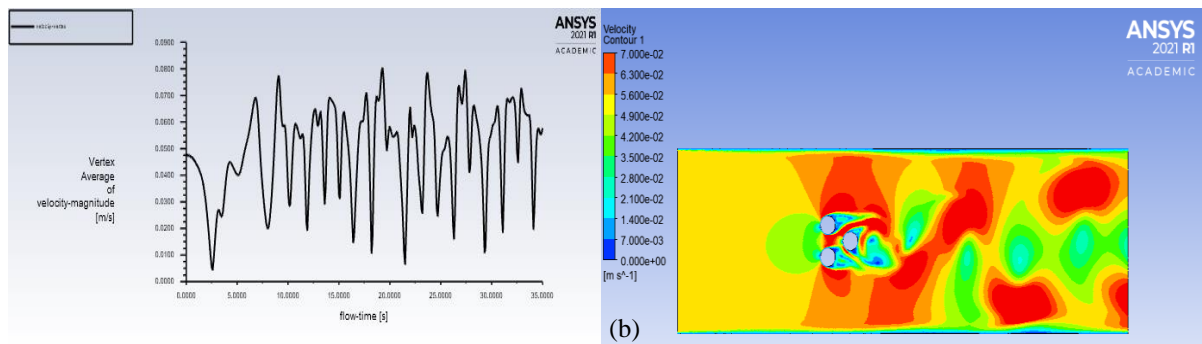 velocity-vertex
ANSYS
2021 R1
ACADEMIC
0.0900
0.0800
0.0700
0.0600
0.0500
0.0400
0.0300
0.0200
0.0100
0.0000
Vertex
Average
of
velocity-magnitude
[m/s]
0.0000 5.0000 10.0000 15.0000 20.0000 25.0000 30.0000 35.0000
flow-time [s]
Velocity
Contour 1
7.000e-02
6.300e-02
5.600e-02
4.900e-02
4.200e-02
3.500e-02
2.800e-02
2.100e-02
1.400e-02
7.000e-03
0.000e+00
[m s^-1]
ANSYS
2021 R1
ACADEMIC
(b)